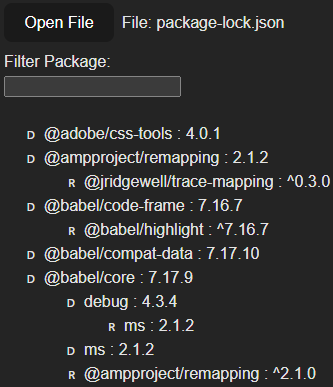 Open File File: package-lock.json
Filter Package:
D @adobe/css-tools : 4.0.1
D @ampproject/remapping : 2.1.2
R @jridgewell/trace-mapping : ^0.3.0
D @babel/code-frame : 7.16.7
R @babel/highlight : ^7.16.7
D @babel/compat-data : 7.17.10
D @babel/core : 7.17.9
D debug : 4.3.4
R ms : 2.1.2
D ms : 2.1.2
R @ampproject/remapping : ^2.1.0